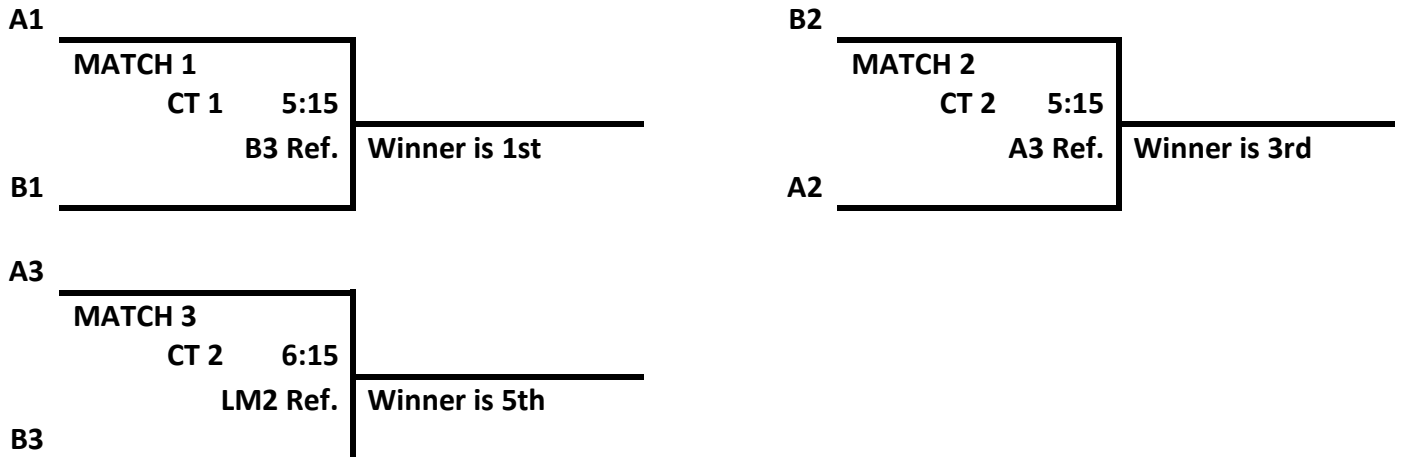 A1
MATCH 1
CT 1 5:15
B3 Ref.
Winner is 1st
B1
B2
MATCH 2
CT 2 5:15
A3 Ref.
Winner is 3rd
A2
A3
MATCH 3
CT 2 6:15
LM2 Ref.
Winner is 5th
B3